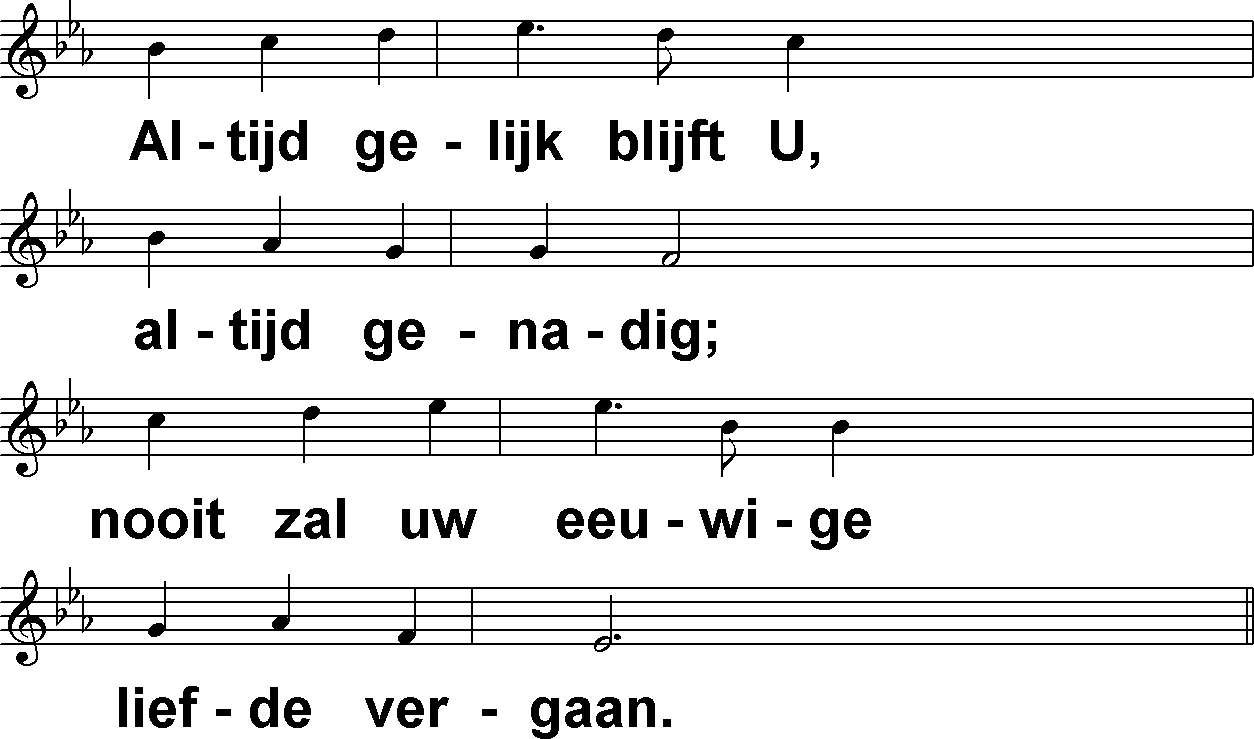 Al - tijd ge - lijk blijft U,
al - tijd ge - na - dig;
nooit zal uw eeu - wi - ge
lief - de ver - gaan.